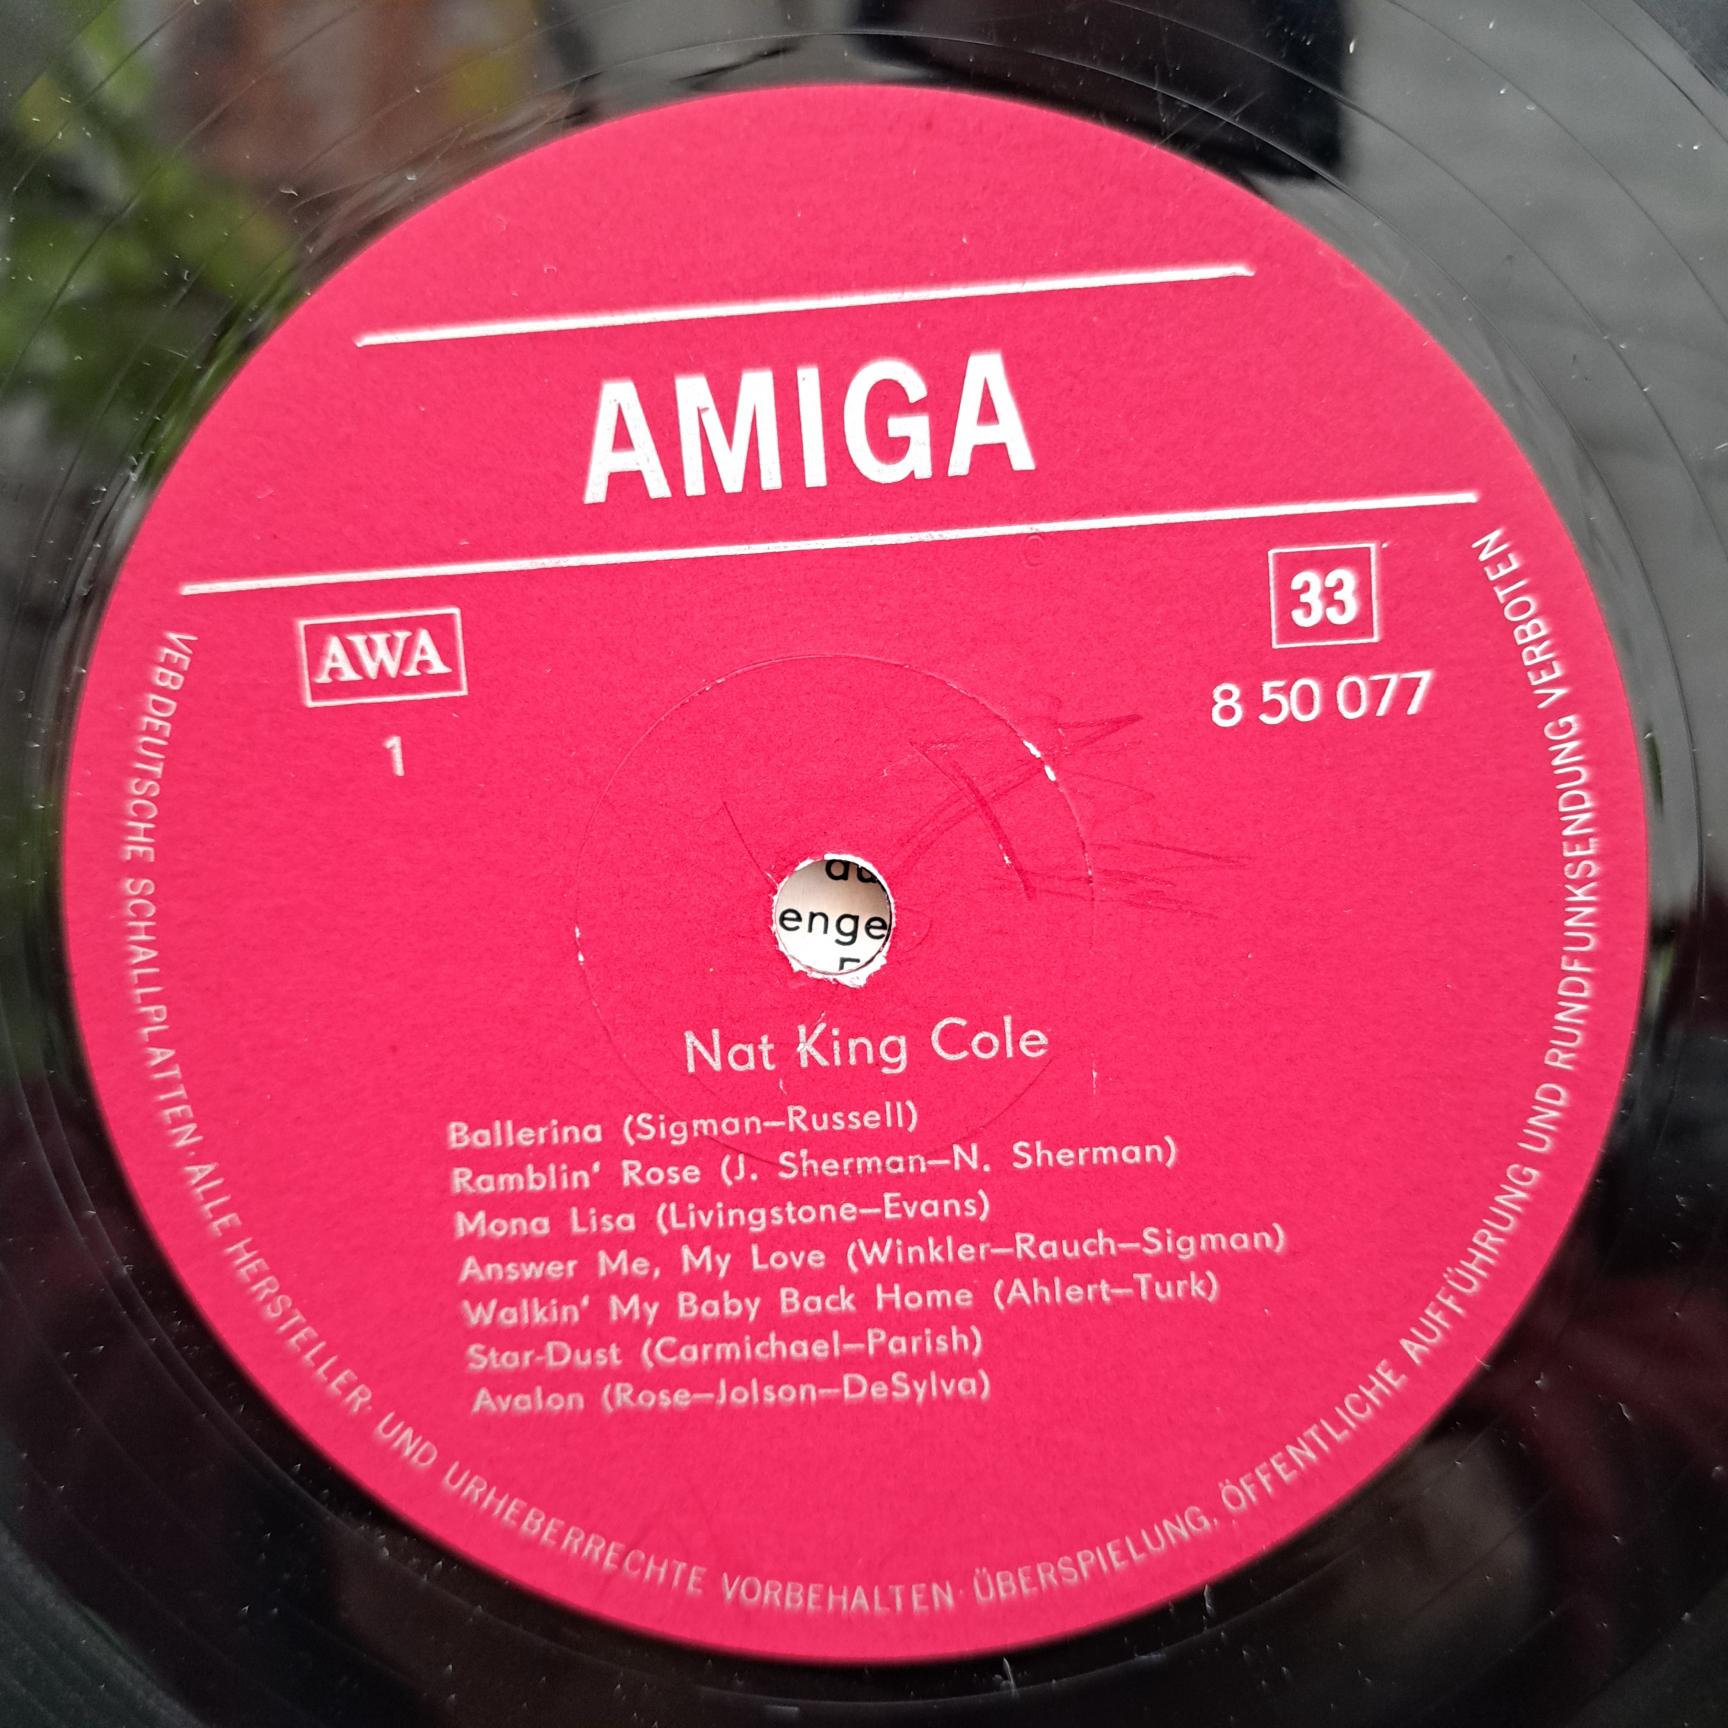 AMIGA
AWA
33
8 50 077
1
enge
Nat King Cole
Ballerina (Sigman—Russell)
Ramblin' Rose (J. Sherman—N. Sherman)
Mona Lisa (Livingstone—Evans)
Answer Me, My Love (Winkler—Rauch—Sigman)
Walkin' My Baby Back Home (Ahlert—Turk)
Star-Dust (Carmichael—Parish)
Avalon (Rose—Jolson—DeSylva)
VEB DEUTSCHE SCHALLPLATTEN · ALLE HERSTELLER- UND URHEBERRECHTE VORBEHALTEN · ÜBERSPIELUNG, ÖFFENTLICHE AUFFÜHRUNG UND RUNDFUNKSENDUNG VERBOTEN